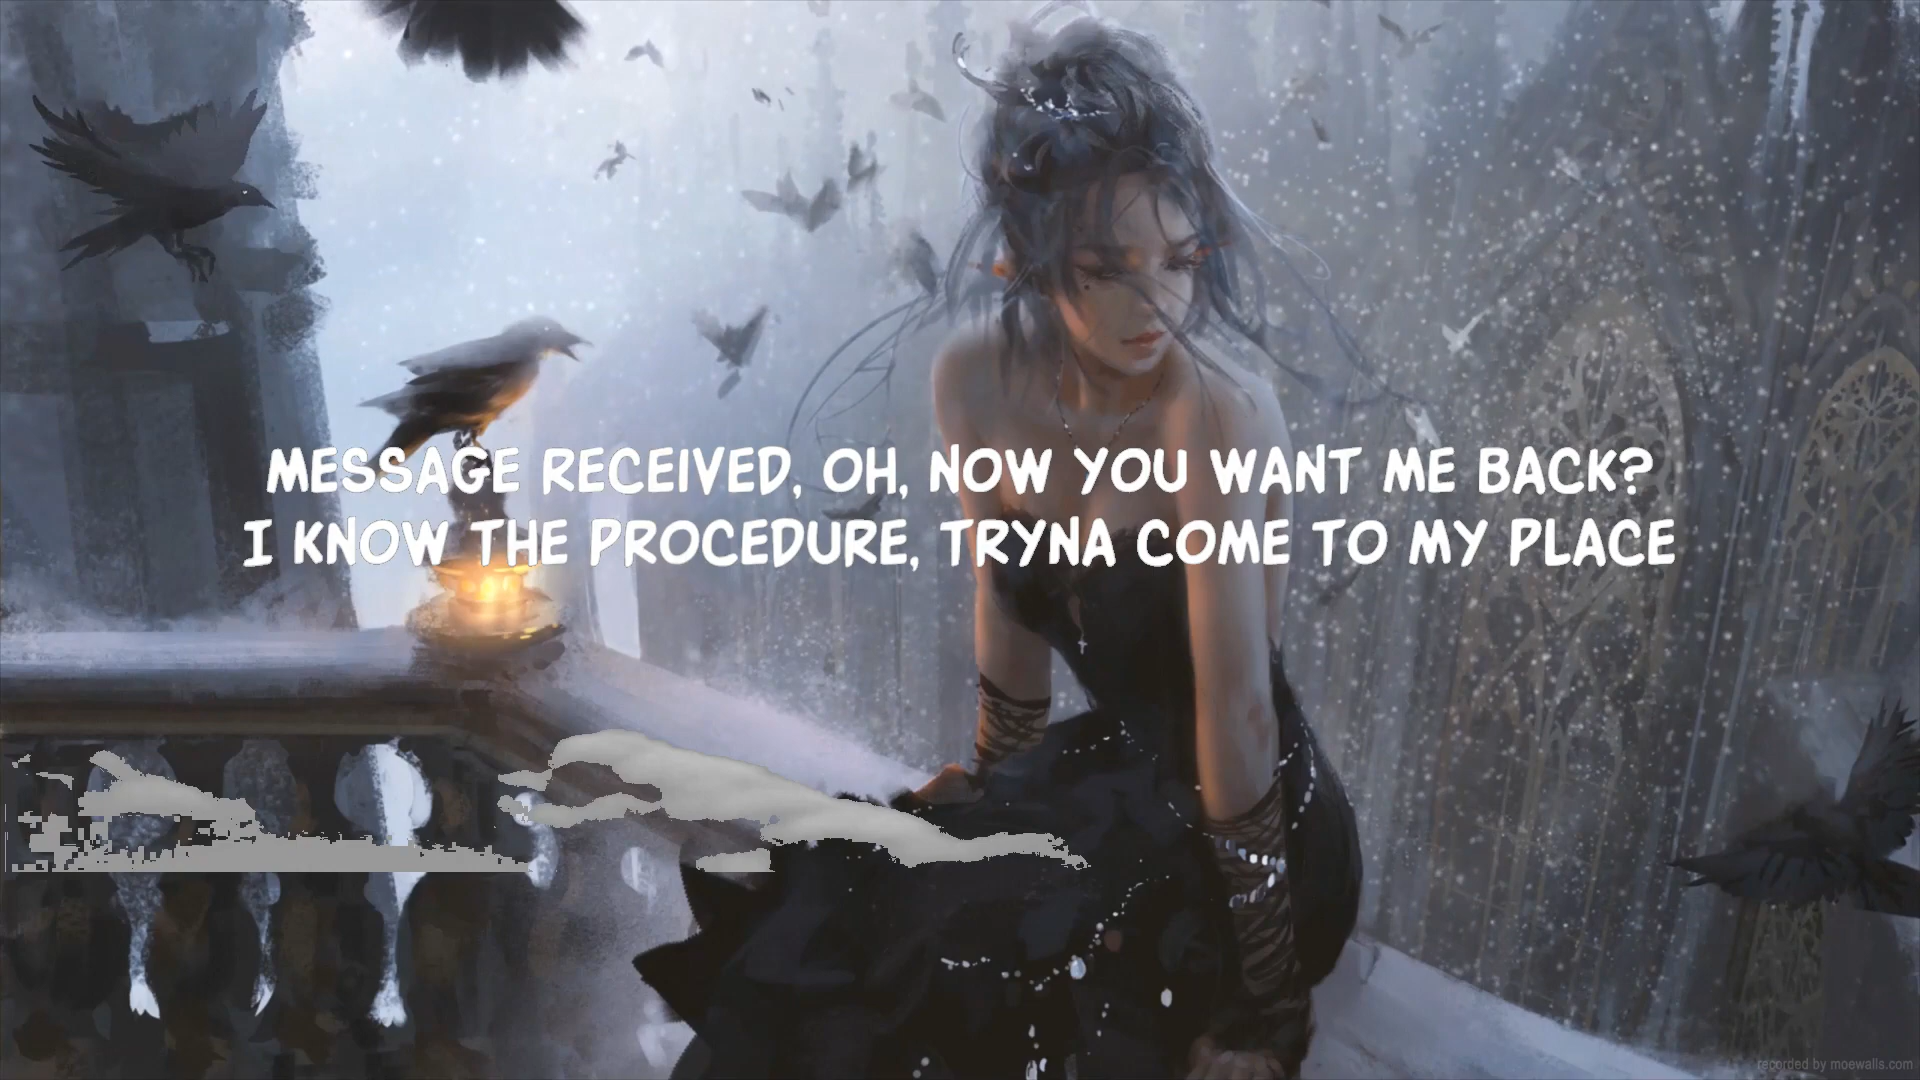 MESSAGE RECEIVED, OH, NOW YOU WANT ME BACK?
I KNOW THE PROCEDURE, TRYNA COME TO MY PLACE
recorded by moewalls.com